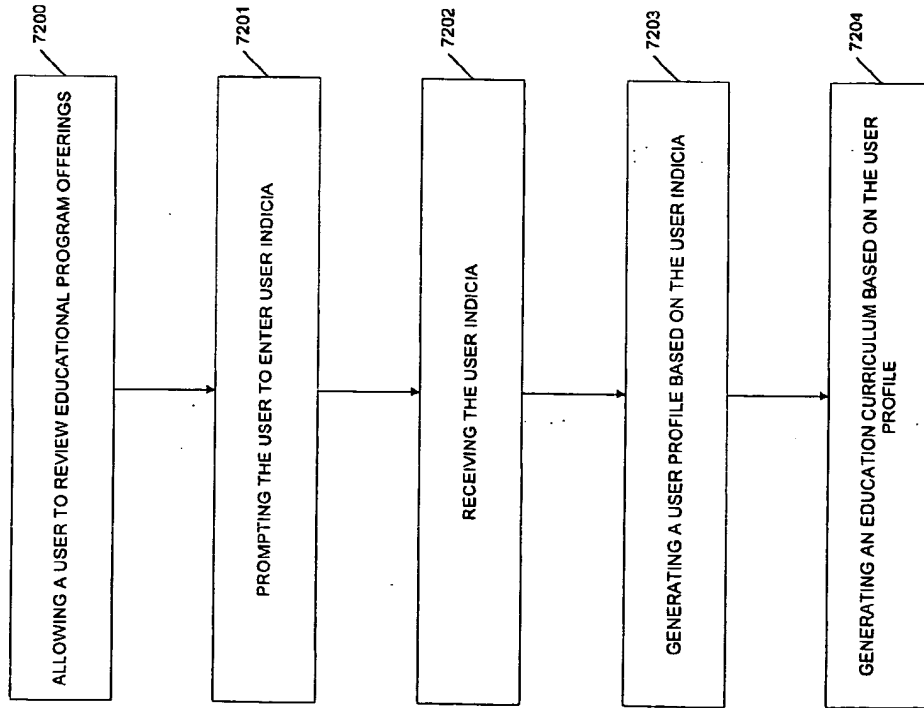 7200
ALLOWING A USER TO REVIEW EDUCATIONAL PROGRAM OFFERINGS
7201
PROMPTING THE USER TO ENTER USER INDICIA
7202
RECEIVING THE USER INDICIA
7203
GENERATING A USER PROFILE BASED ON THE USER INDICIA
7204
GENERATING AN EDUCATION CURRICULUM BASED ON THE USER
PROFILE